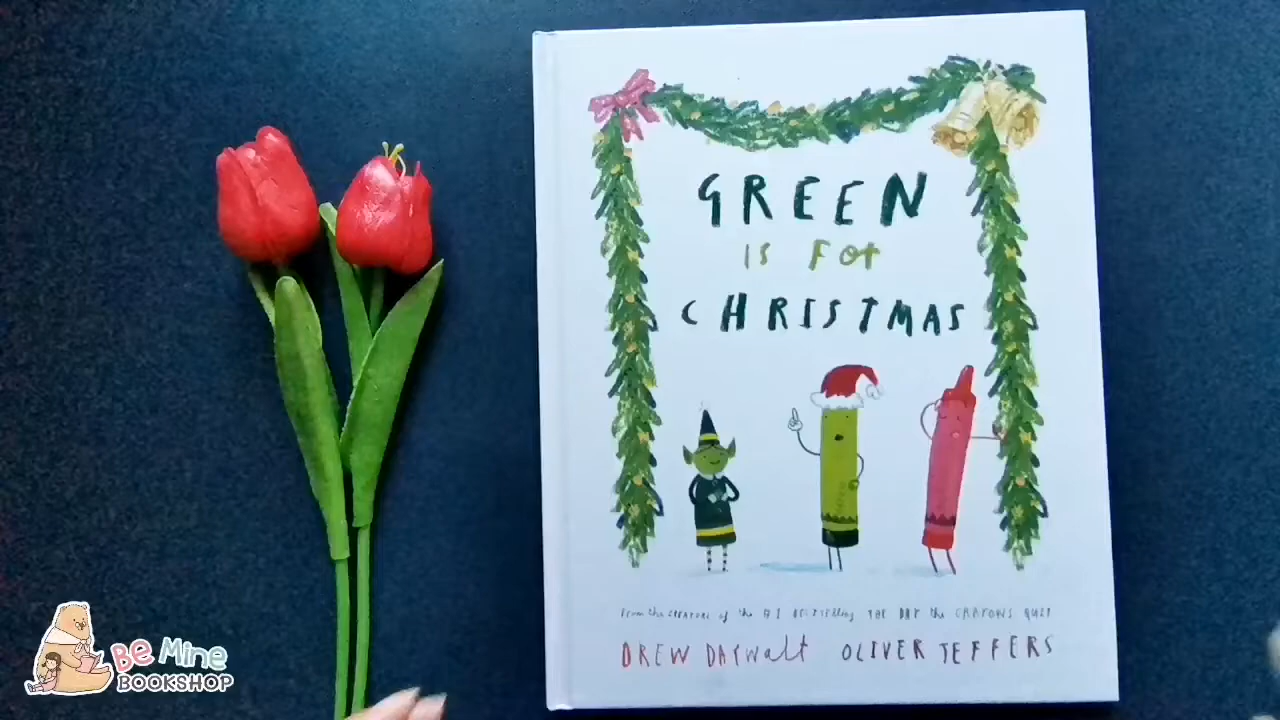 GREEN
IS FOR
CHRISTMAS
From the creators of the #1 bestselling THE DAY the CRAYONS QUIT
DREW DAYWALT OLIVER JEFFERS
Be Mine
BOOKSHOP